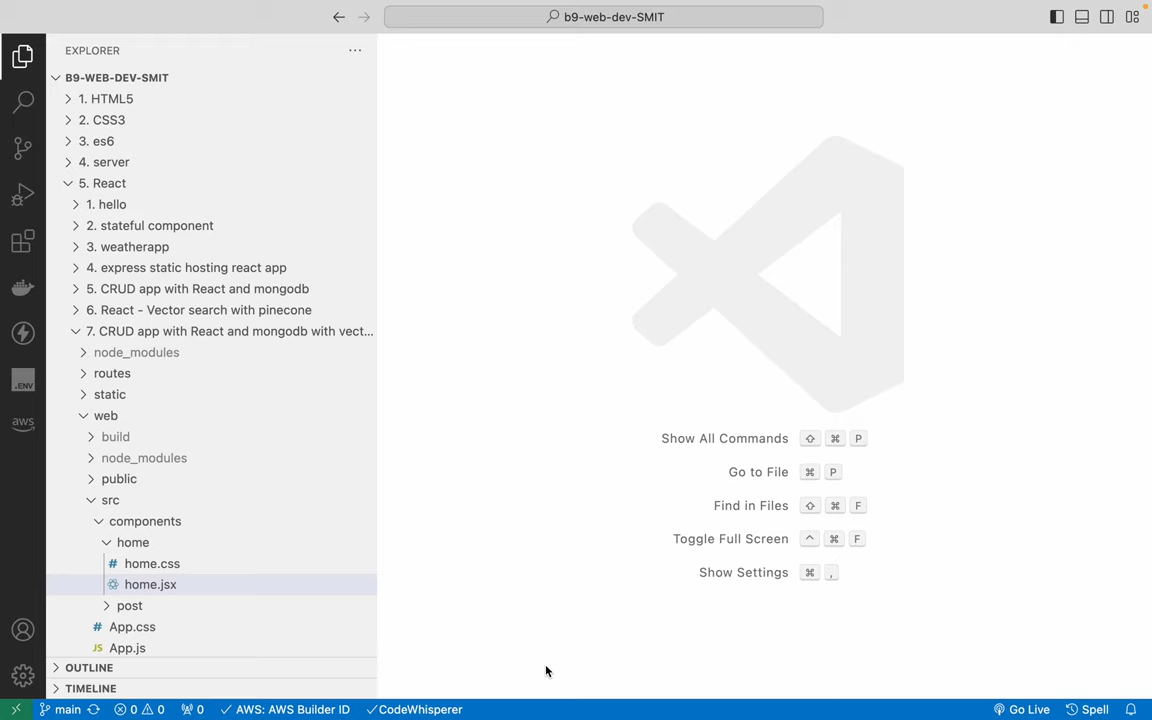 b9-web-dev-SMIT
EXPLORER
B9-WEB-DEV-SMIT
1. HTML5
2. CSS3
3. es6
4. server
5. React
1. hello
2. stateful component
3. weatherapp
4. express static hosting react app
5. CRUD app with React and mongodb
6. React - Vector search with pinecone
7. CRUD app with React and mongodb with vect...
node_modules
routes
static
web
build
node_modules
public
src
components
home
# home.css
home.jsx
post
# App.css
JS App.js
OUTLINE
TIMELINE
.ENV
aws
Show All Commands ⇧ ⌘ P
Go to File ⌘ P
Find in Files ⇧ ⌘ F
Toggle Full Screen ^ ⌘ F
Show Settings ⌘ ,
main 0 0 0 AWS: AWS Builder ID CodeWhisperer Go Live Spell